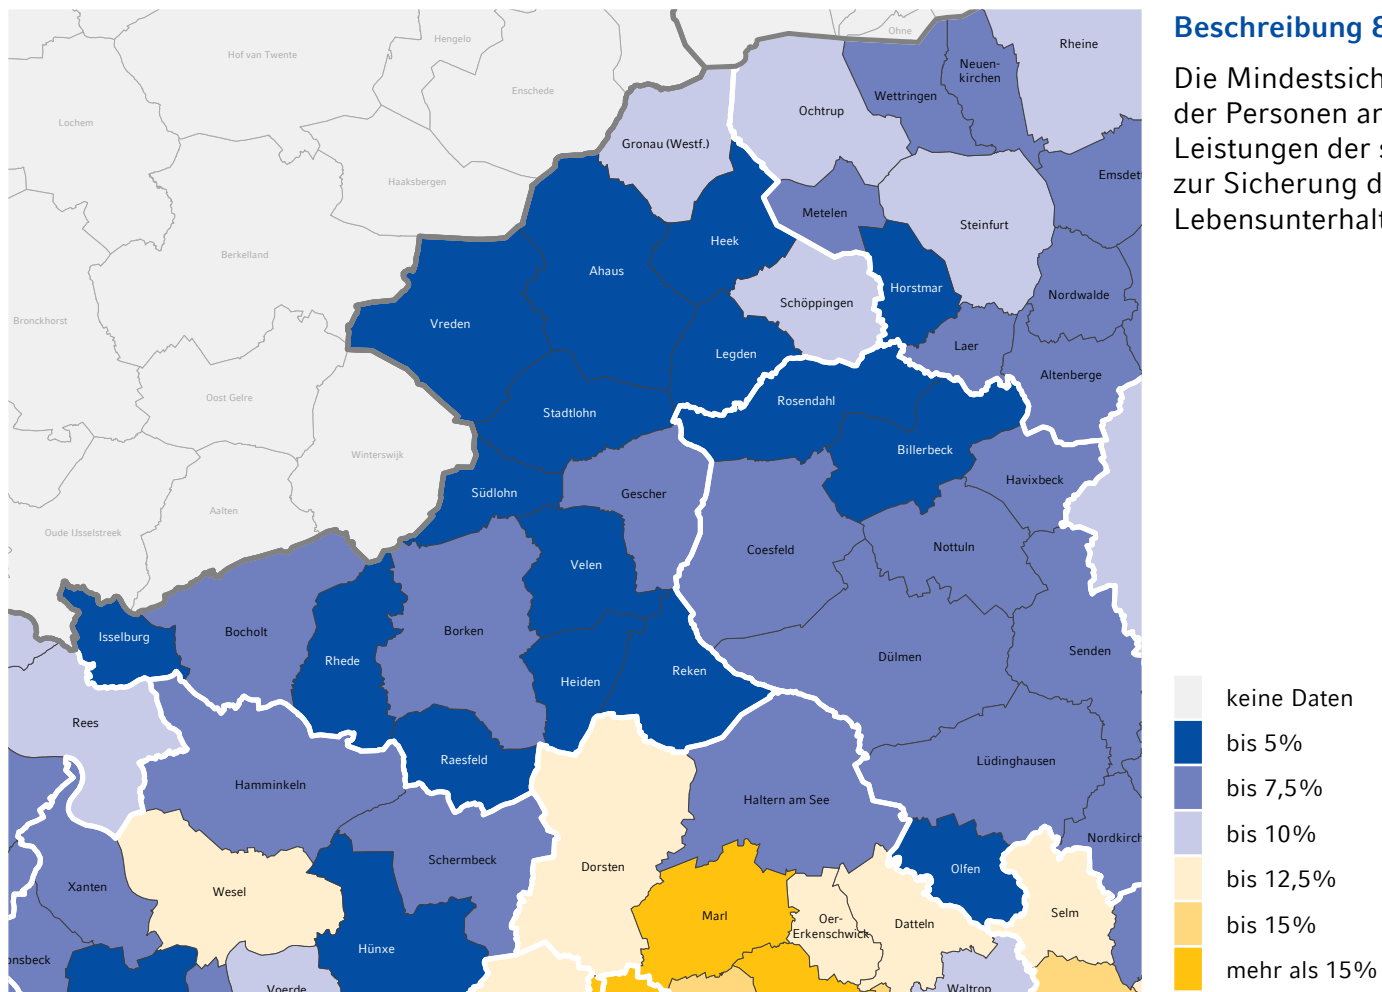 Beschreibung &
Die Mindestsich
der Personen an
Leistungen der s
zur Sicherung d
Lebensunterhalt
Ohne
Hengelo
Hof van Twente
Rheine
Neuen-
kirchen
Enschede
Wettringen
Ochtrup
Lochem
Gronau (Westf.)
Emsdett
Haaksbergen
Metelen
Steinfurt
Heek
Berkelland
Ahaus
Horstmar
Nordwalde
Schöppingen
Bronckhorst
Vreden
Laer
Legden
Altenberge
Oost Gelre
Rosendahl
Stadtlohn
Billerbeck
Winterswijk
Havixbeck
Südlohn
Gescher
Aalten
Oude IJsselstreek
Coesfeld
Nottuln
Velen
Isselburg
Bocholt
Borken
Senden
Dülmen
Rhede
Reken
Heiden
Rees
Raesfeld
Lüdinghausen
Hamminkeln
Haltern am See
Nordkirch
Schermbeck
Dorsten
Olfen
Xanten
Wesel
Marl
Oer-
Erkenschwick
Datteln
Selm
Hünxe
onsbeck
Voerde
Waltrop
keine Daten
bis 5%
bis 7,5%
bis 10%
bis 12,5%
bis 15%
mehr als 15%